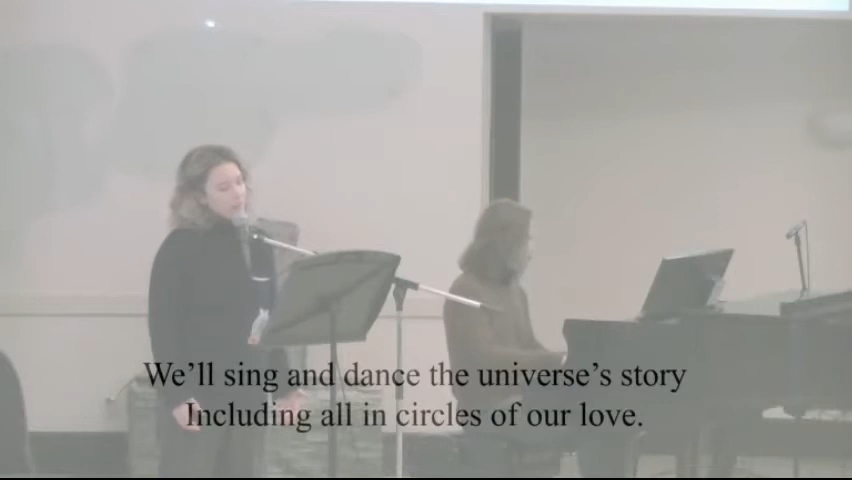 We’ll sing and dance the universe’s story
Including all in circles of our love.